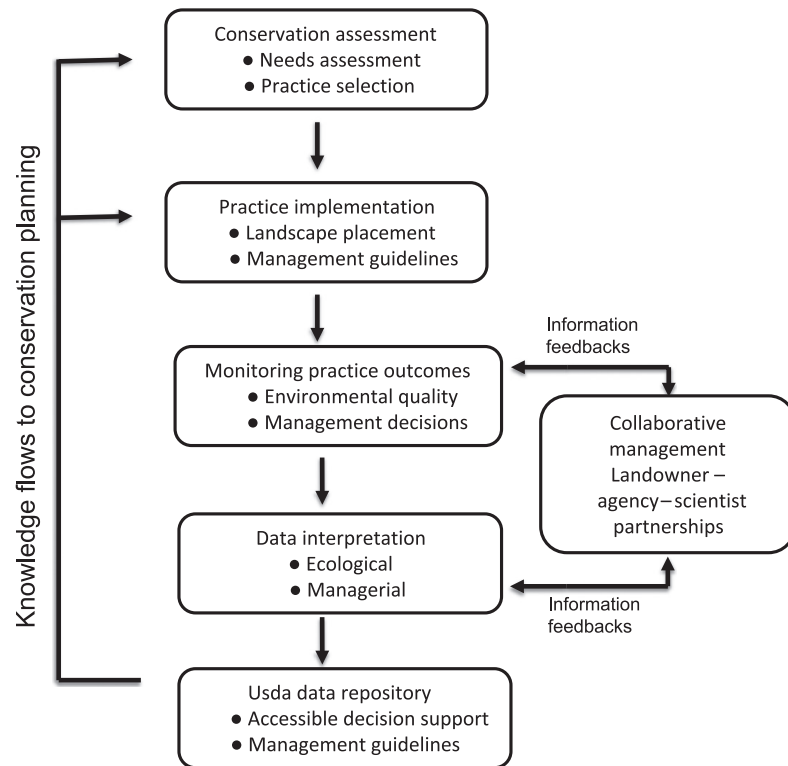 Knowledge flows to conservation planning
Conservation assessment
● Needs assessment
● Practice selection
Practice implementation
● Landscape placement
● Management guidelines
Monitoring practice outcomes
● Environmental quality
● Management decisions
Information
feedbacks
Collaborative
management
Landowner –
agency–scientist
partnerships
Data interpretation
● Ecological
● Managerial
Information
feedbacks
Usda data repository
● Accessible decision support
● Management guidelines